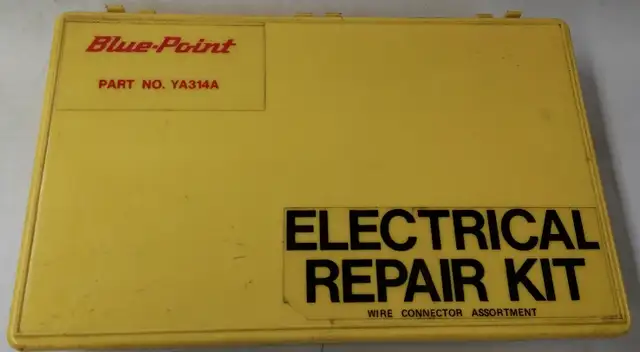 Blue-Point
PART NO. YA314A
ELECTRICAL
REPAIR KIT
WIRE CONNECTOR ASSORTMENT